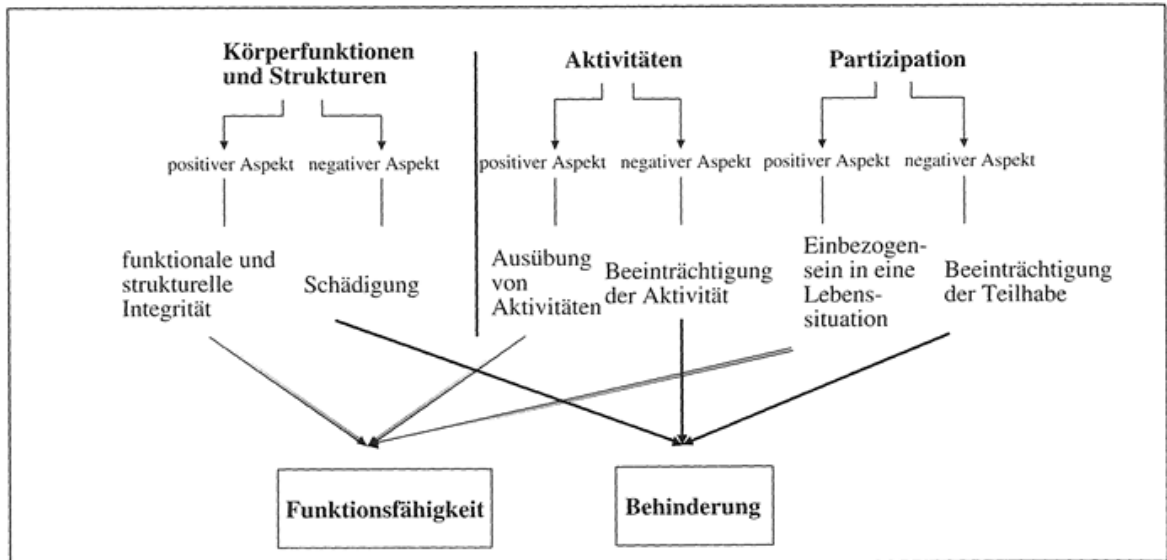 Körperfunktionen
und Strukturen
Aktivitäten
Partizipation
positiver Aspekt
negativer Aspekt
positiver Aspekt
negativer Aspekt
positiver Aspekt
negativer Aspekt
funktionale und
strukturelle
Integrität
Schädigung
Ausübung
von
Aktivitäten
Beeinträchtigung
der Aktivität
Einbezogen-
sein in eine
Lebens-
situation
Beeinträchtigung
der Teilhabe
Funktionsfähigkeit
Behinderung